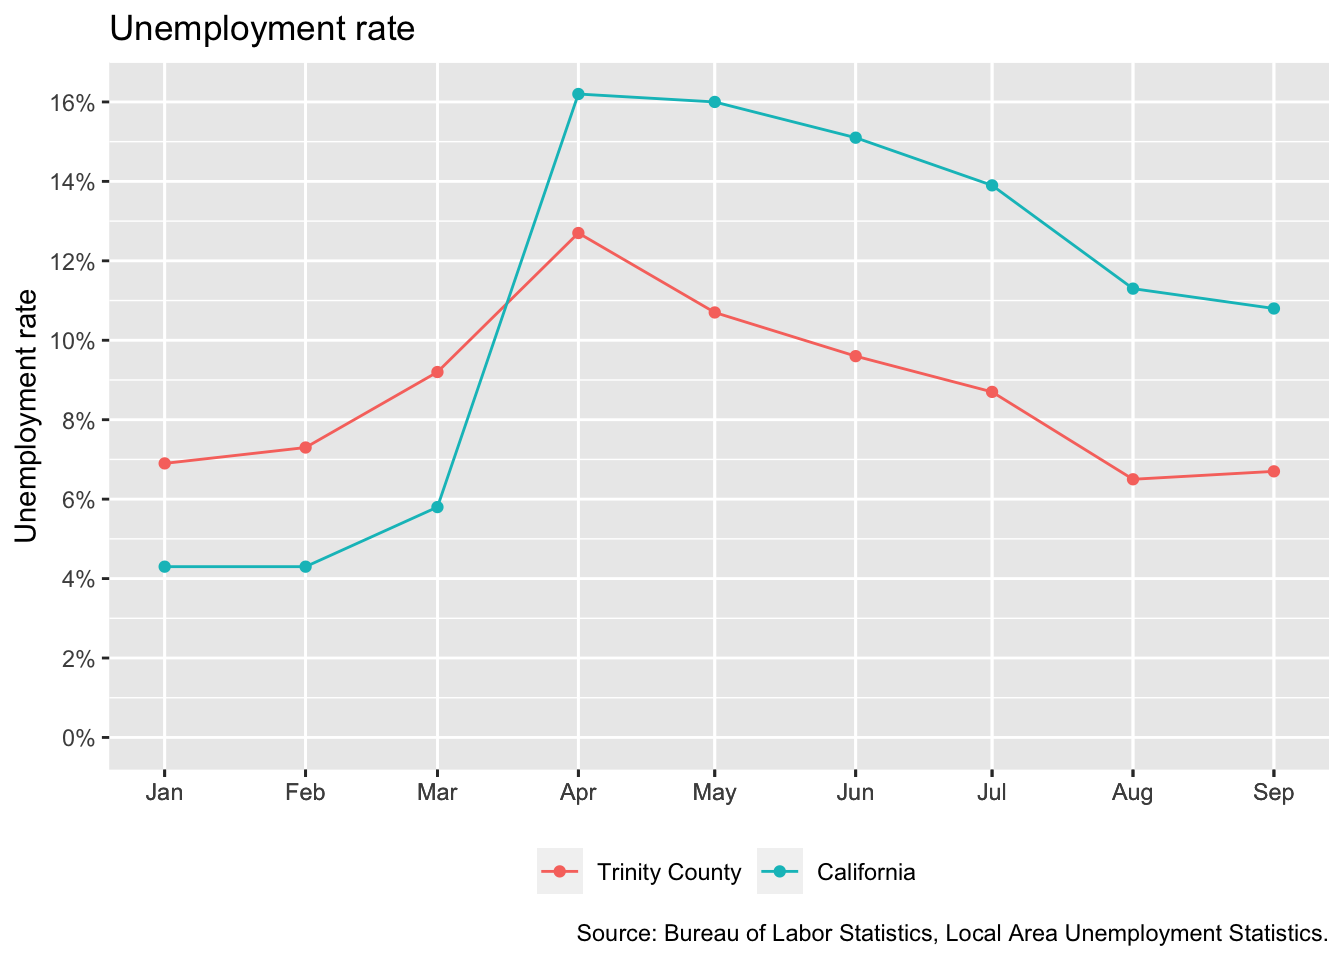 Unemployment rate
Unemployment rate
16%
14%
12%
10%
8%
6%
4%
2%
0%
Jan Feb Mar Apr May Jun Jul Aug Sep
Trinity County California
Source: Bureau of Labor Statistics, Local Area Unemployment Statistics.